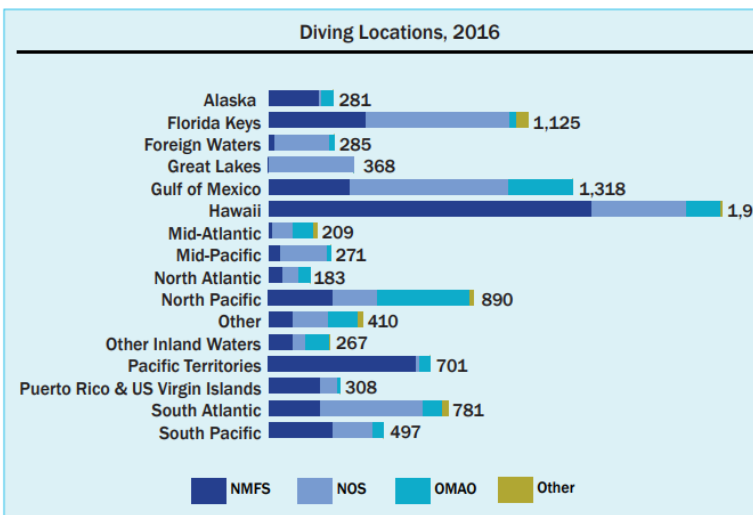 Diving Locations, 2016
Alaska 281
Florida Keys 1,125
Foreign Waters 285
Great Lakes 368
Gulf of Mexico 1,318
Hawaii 1,9
Mid-Atlantic 209
Mid-Pacific 271
North Atlantic 183
North Pacific 890
Other 410
Other Inland Waters 267
Pacific Territories 701
Puerto Rico & US Virgin Islands 308
South Atlantic 781
South Pacific 497
NMFS NOS OMAO Other